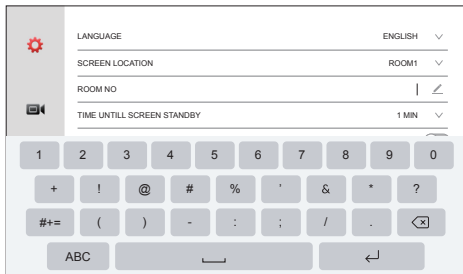 LANGUAGE ENGLISH
SCREEN LOCATION ROOM1
ROOM NO
TIME UNTILL SCREEN STANDBY 1 MIN
1 2 3 4 5 6 7 8 9 0
+ ! @ # % ' & * ?
#+= ( ) - : ; / .
ABC